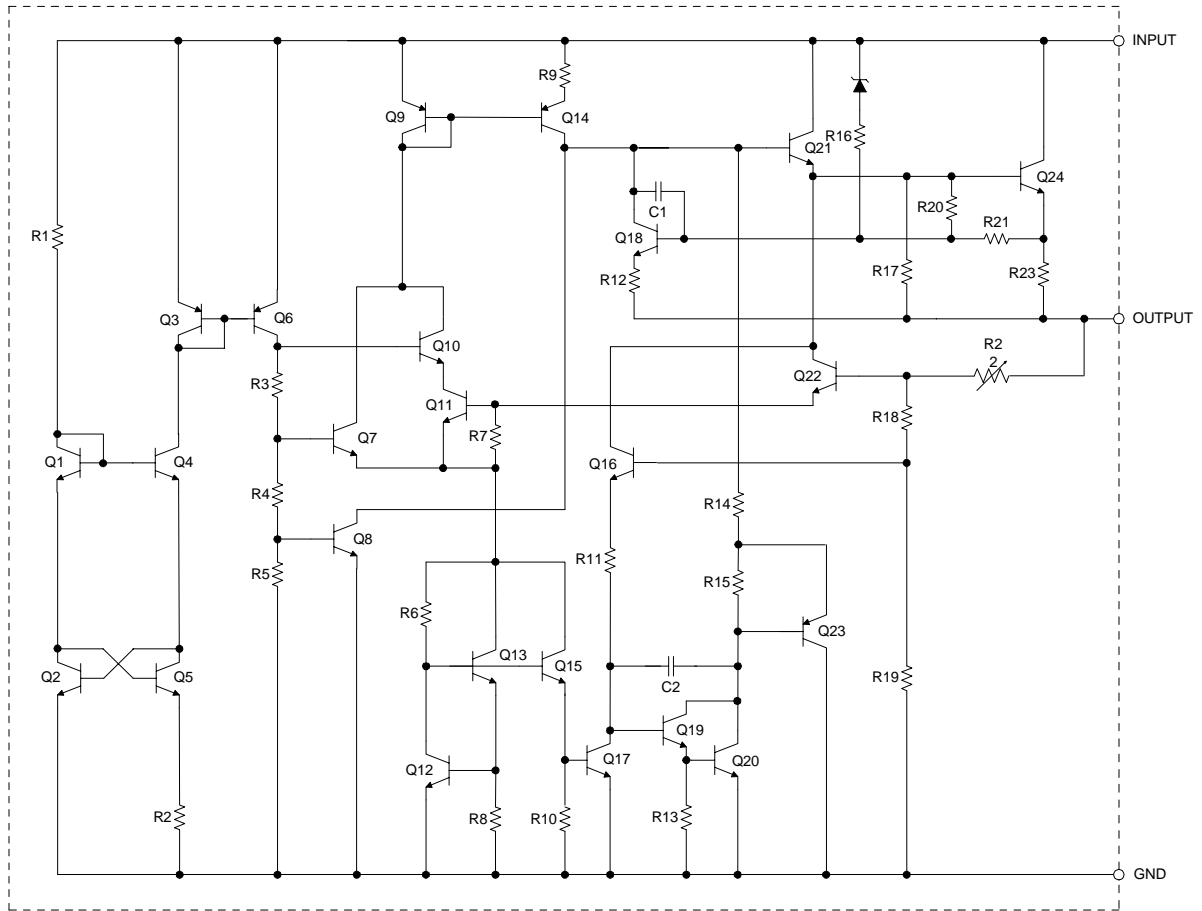 INPUT
R9
Q9
Q14
R16
Q21
Q24
C1
R20
R21
R1
Q18
R12
R17
R23
Q3
Q6
OUTPUT
Q10
R2
2
R3
Q22
Q11
R18
Q7
R7
Q1
Q4
Q16
R4
R14
Q8
R11
R5
R15
R6
Q23
Q13
Q2
Q5
Q15
C2
R19
Q19
Q12
Q17
Q20
R2
R8
R10
R13
GND